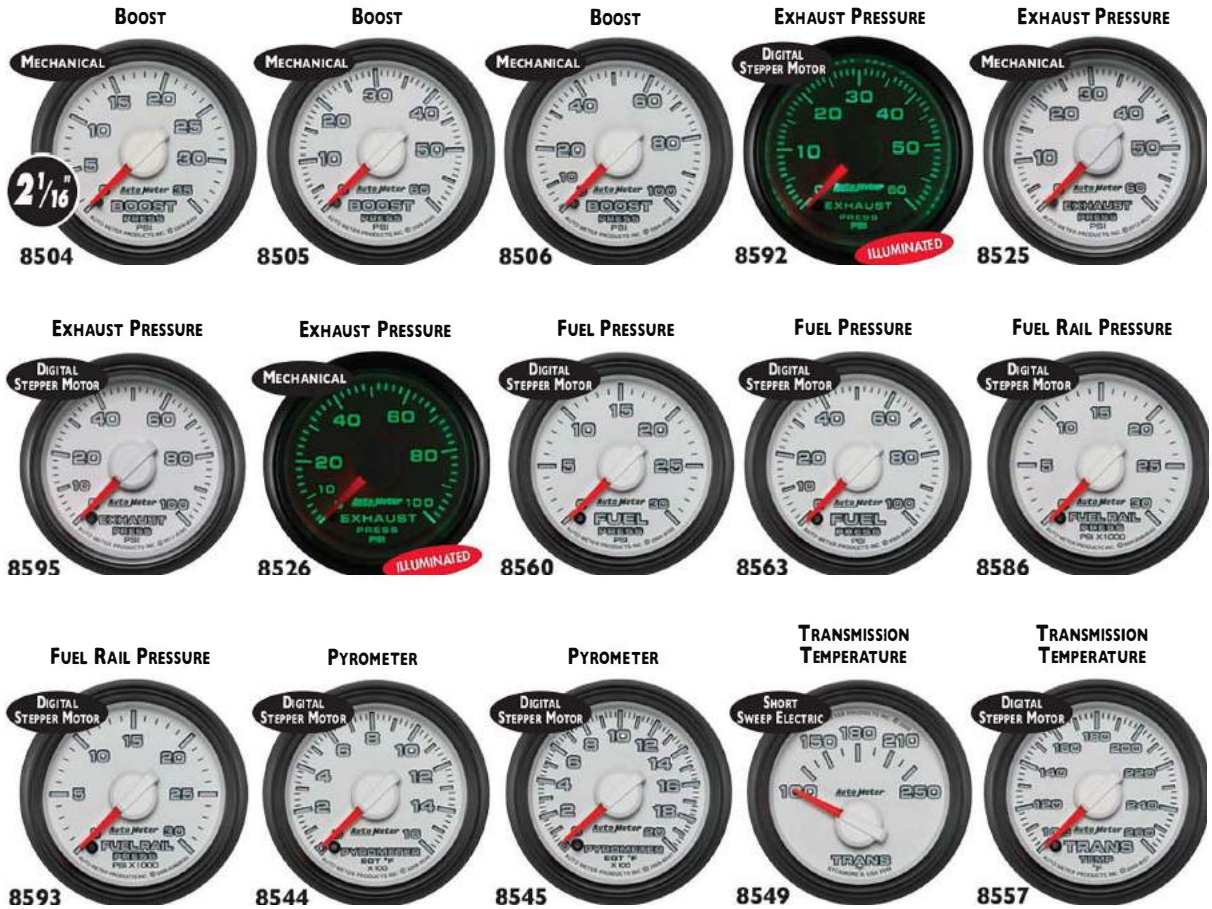 BOOST
MECHANICAL
5 10 15 20 25 30 35
Auto Meter
BOOST
PRESS
PSI
2 1/16"
8504
BOOST
MECHANICAL
10 20 30 40 50 60
Auto Meter
BOOST
PRESS
PSI
8505
BOOST
MECHANICAL
10 20 40 60 80 100
Auto Meter
BOOST
PRESS
PSI
8506
EXHAUST PRESSURE
DIGITAL
STEPPER MOTOR
0 10 20 30 40 50 60
Auto Meter
EXHAUST
PRESS
PSI
8592
ILLUMINATED
EXHAUST PRESSURE
MECHANICAL
10 20 30 40 50 60
Auto Meter
EXHAUST
PRESS
PSI
8525
EXHAUST PRESSURE
DIGITAL
STEPPER MOTOR
10 20 40 60 80 100
Auto Meter
EXHAUST
PRESS
PSI
8595
EXHAUST PRESSURE
MECHANICAL
10 20 40 60 80 100
Auto Meter
EXHAUST
PRESS
PSI
8526
ILLUMINATED
FUEL PRESSURE
DIGITAL
STEPPER MOTOR
5 10 15 20 25 30
Auto Meter
FUEL
PRESS
PSI
8560
FUEL PRESSURE
DIGITAL
STEPPER MOTOR
10 20 40 60 80 100
Auto Meter
FUEL
PRESS
PSI
8563
FUEL RAIL PRESSURE
DIGITAL
STEPPER MOTOR
5 10 15 20 25 30
Auto Meter
FUEL RAIL
PRESS
PSI X1000
8586
FUEL RAIL PRESSURE
DIGITAL
STEPPER MOTOR
5 10 15 20 25 30
Auto Meter
FUEL RAIL
PRESS
PSI X1000
8593
PYROMETER
DIGITAL
STEPPER MOTOR
2 4 6 8 10 12 14 16
Auto Meter
PYROMETER
EGT °F
X100
8544
PYROMETER
DIGITAL
STEPPER MOTOR
2 4 6 8 10 12 14 16 18 20
Auto Meter
PYROMETER
EGT °F
X100
8545
TRANSMISSION
TEMPERATURE
SHORT
SWEEP ELECTRIC
100 150 180 210 250
Auto Meter
TRANS
8549
TRANSMISSION
TEMPERATURE
DIGITAL
STEPPER MOTOR
100 120 140 160 180 200 220 240 260
Auto Meter
TRANS
TEMP
°F
8557